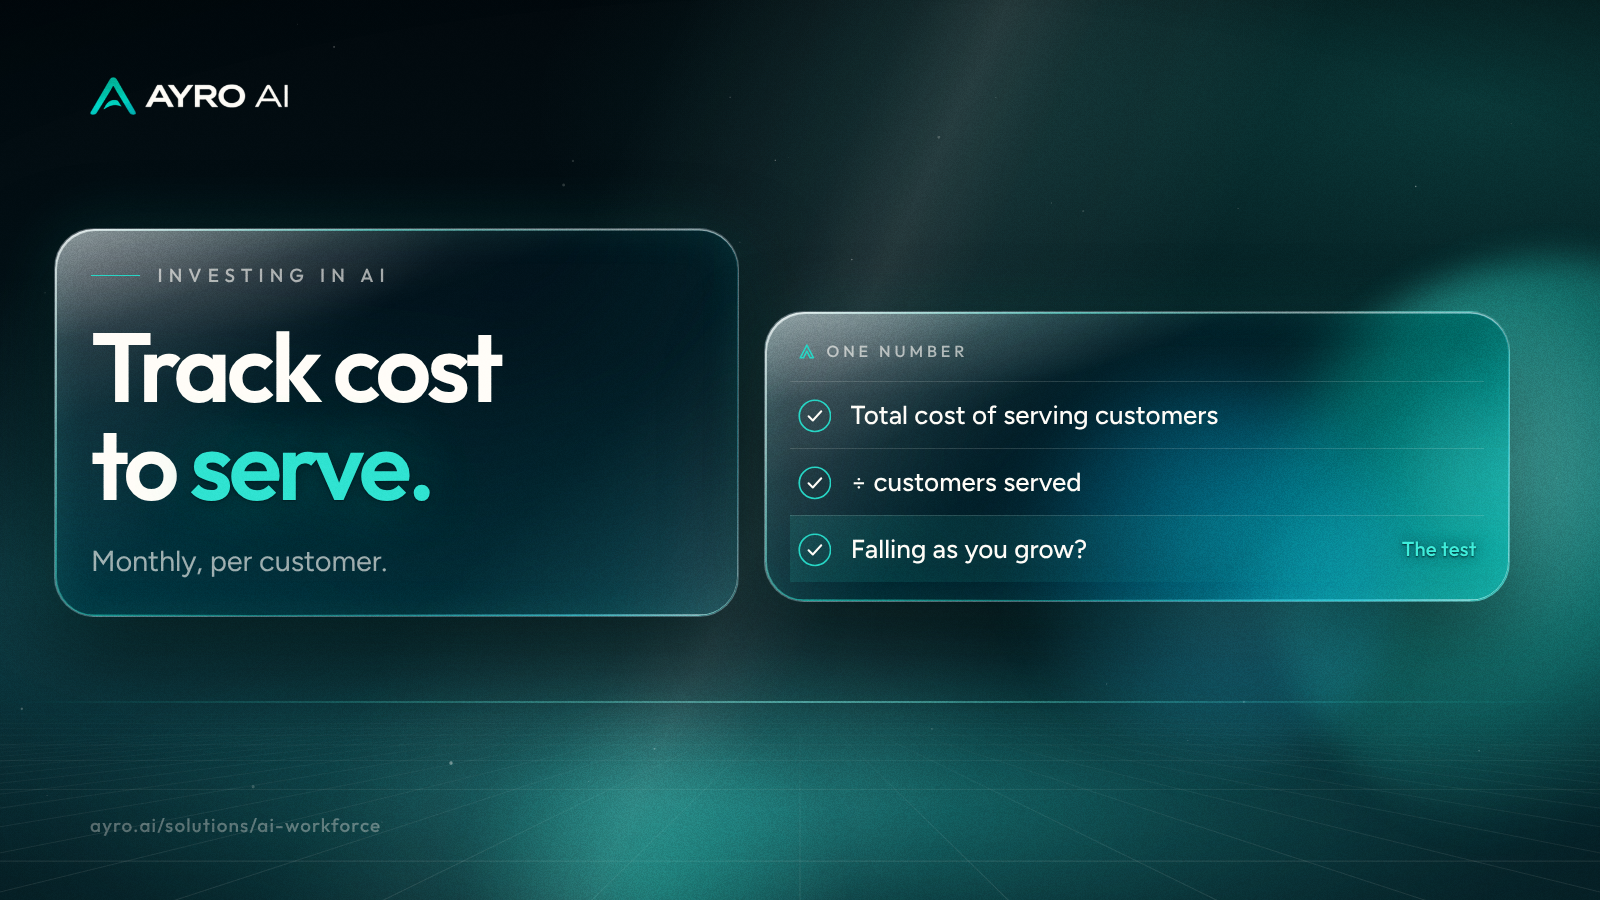 AYRO AI
INVESTING IN AI
Track cost
to serve.
Monthly, per customer.
ONE NUMBER
Total cost of serving customers
÷ customers served
Falling as you grow?
The test
ayro.ai/solutions/ai-workforce